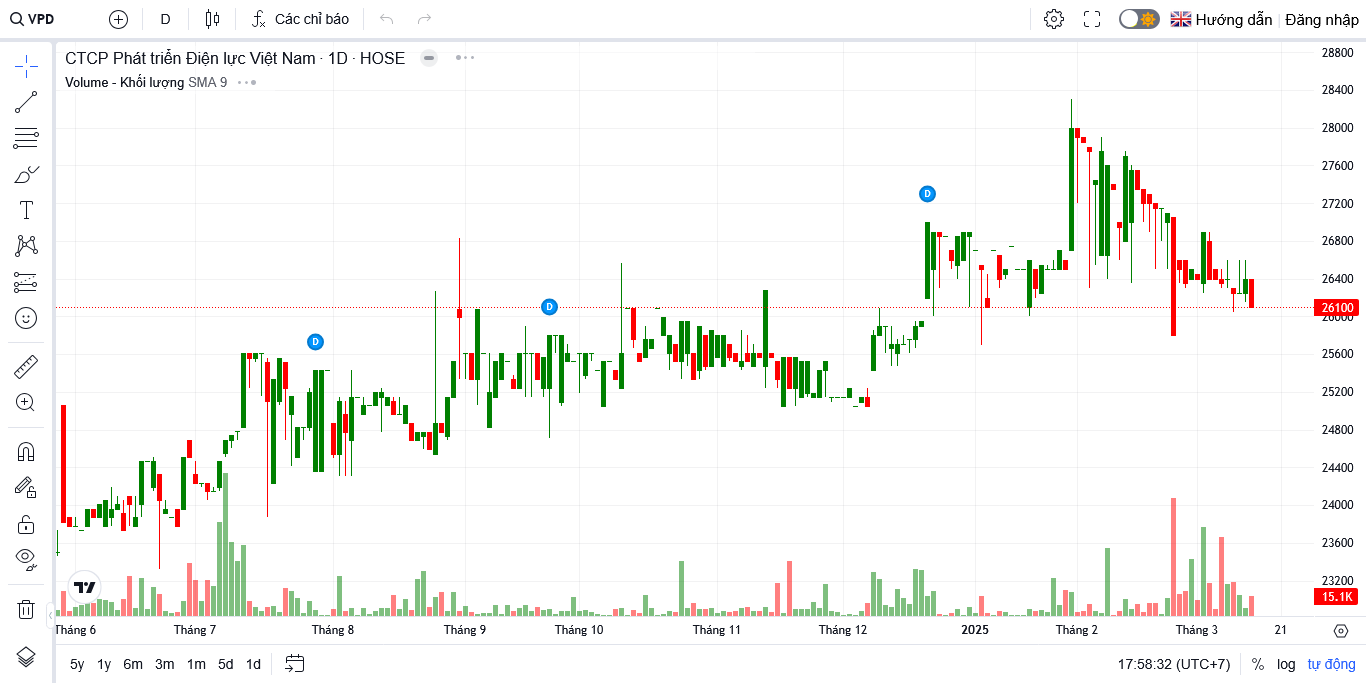 VPD
D
Các chỉ báo
Hướng dẫn
Đăng nhập
CTCP Phát triển Điện lực Việt Nam · 1D · HOSE
Volume - Khối lượng SMA 9
28800
28400
28000
27600
27200
26800
26400
26100
26000
25600
25200
24800
24400
24000
23600
23200
15.1K
D
D
D
Tháng 6
Tháng 7
Tháng 8
Tháng 9
Tháng 10
Tháng 11
Tháng 12
2025
Tháng 2
Tháng 3
21
5y
1y
6m
3m
1m
5d
1d
17:58:32 (UTC+7)
%
log
tự động